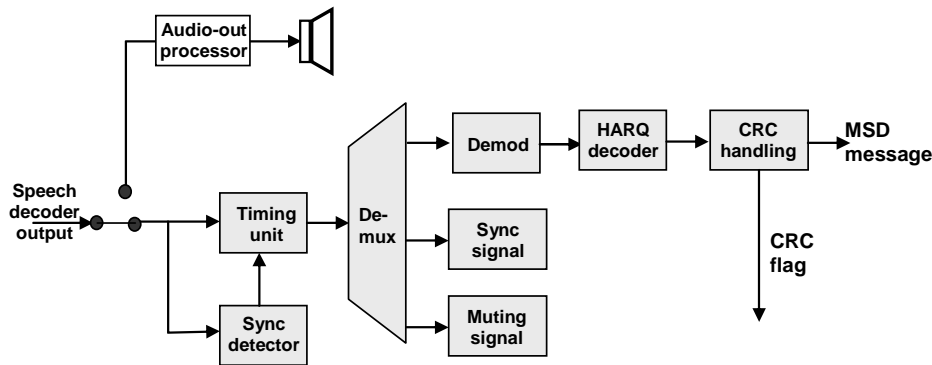 Audio-out
processor
Speech
decoder
output
Timing
unit
Sync
detector
De-
mux
Demod
HARQ
decoder
CRC
handling
MSD
message
Sync
signal
Muting
signal
CRC
flag